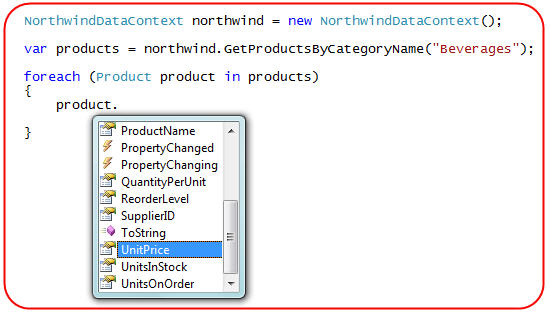 NorthwindDataContext northwind = new NorthwindDataContext();
var products = northwind.GetProductsByCategoryName("Beverages");
foreach (Product product in products)
{
product.
}
ProductName
PropertyChanged
PropertyChanging
QuantityPerUnit
ReorderLevel
SupplierID
ToString
UnitPrice
UnitsInStock
UnitsOnOrder